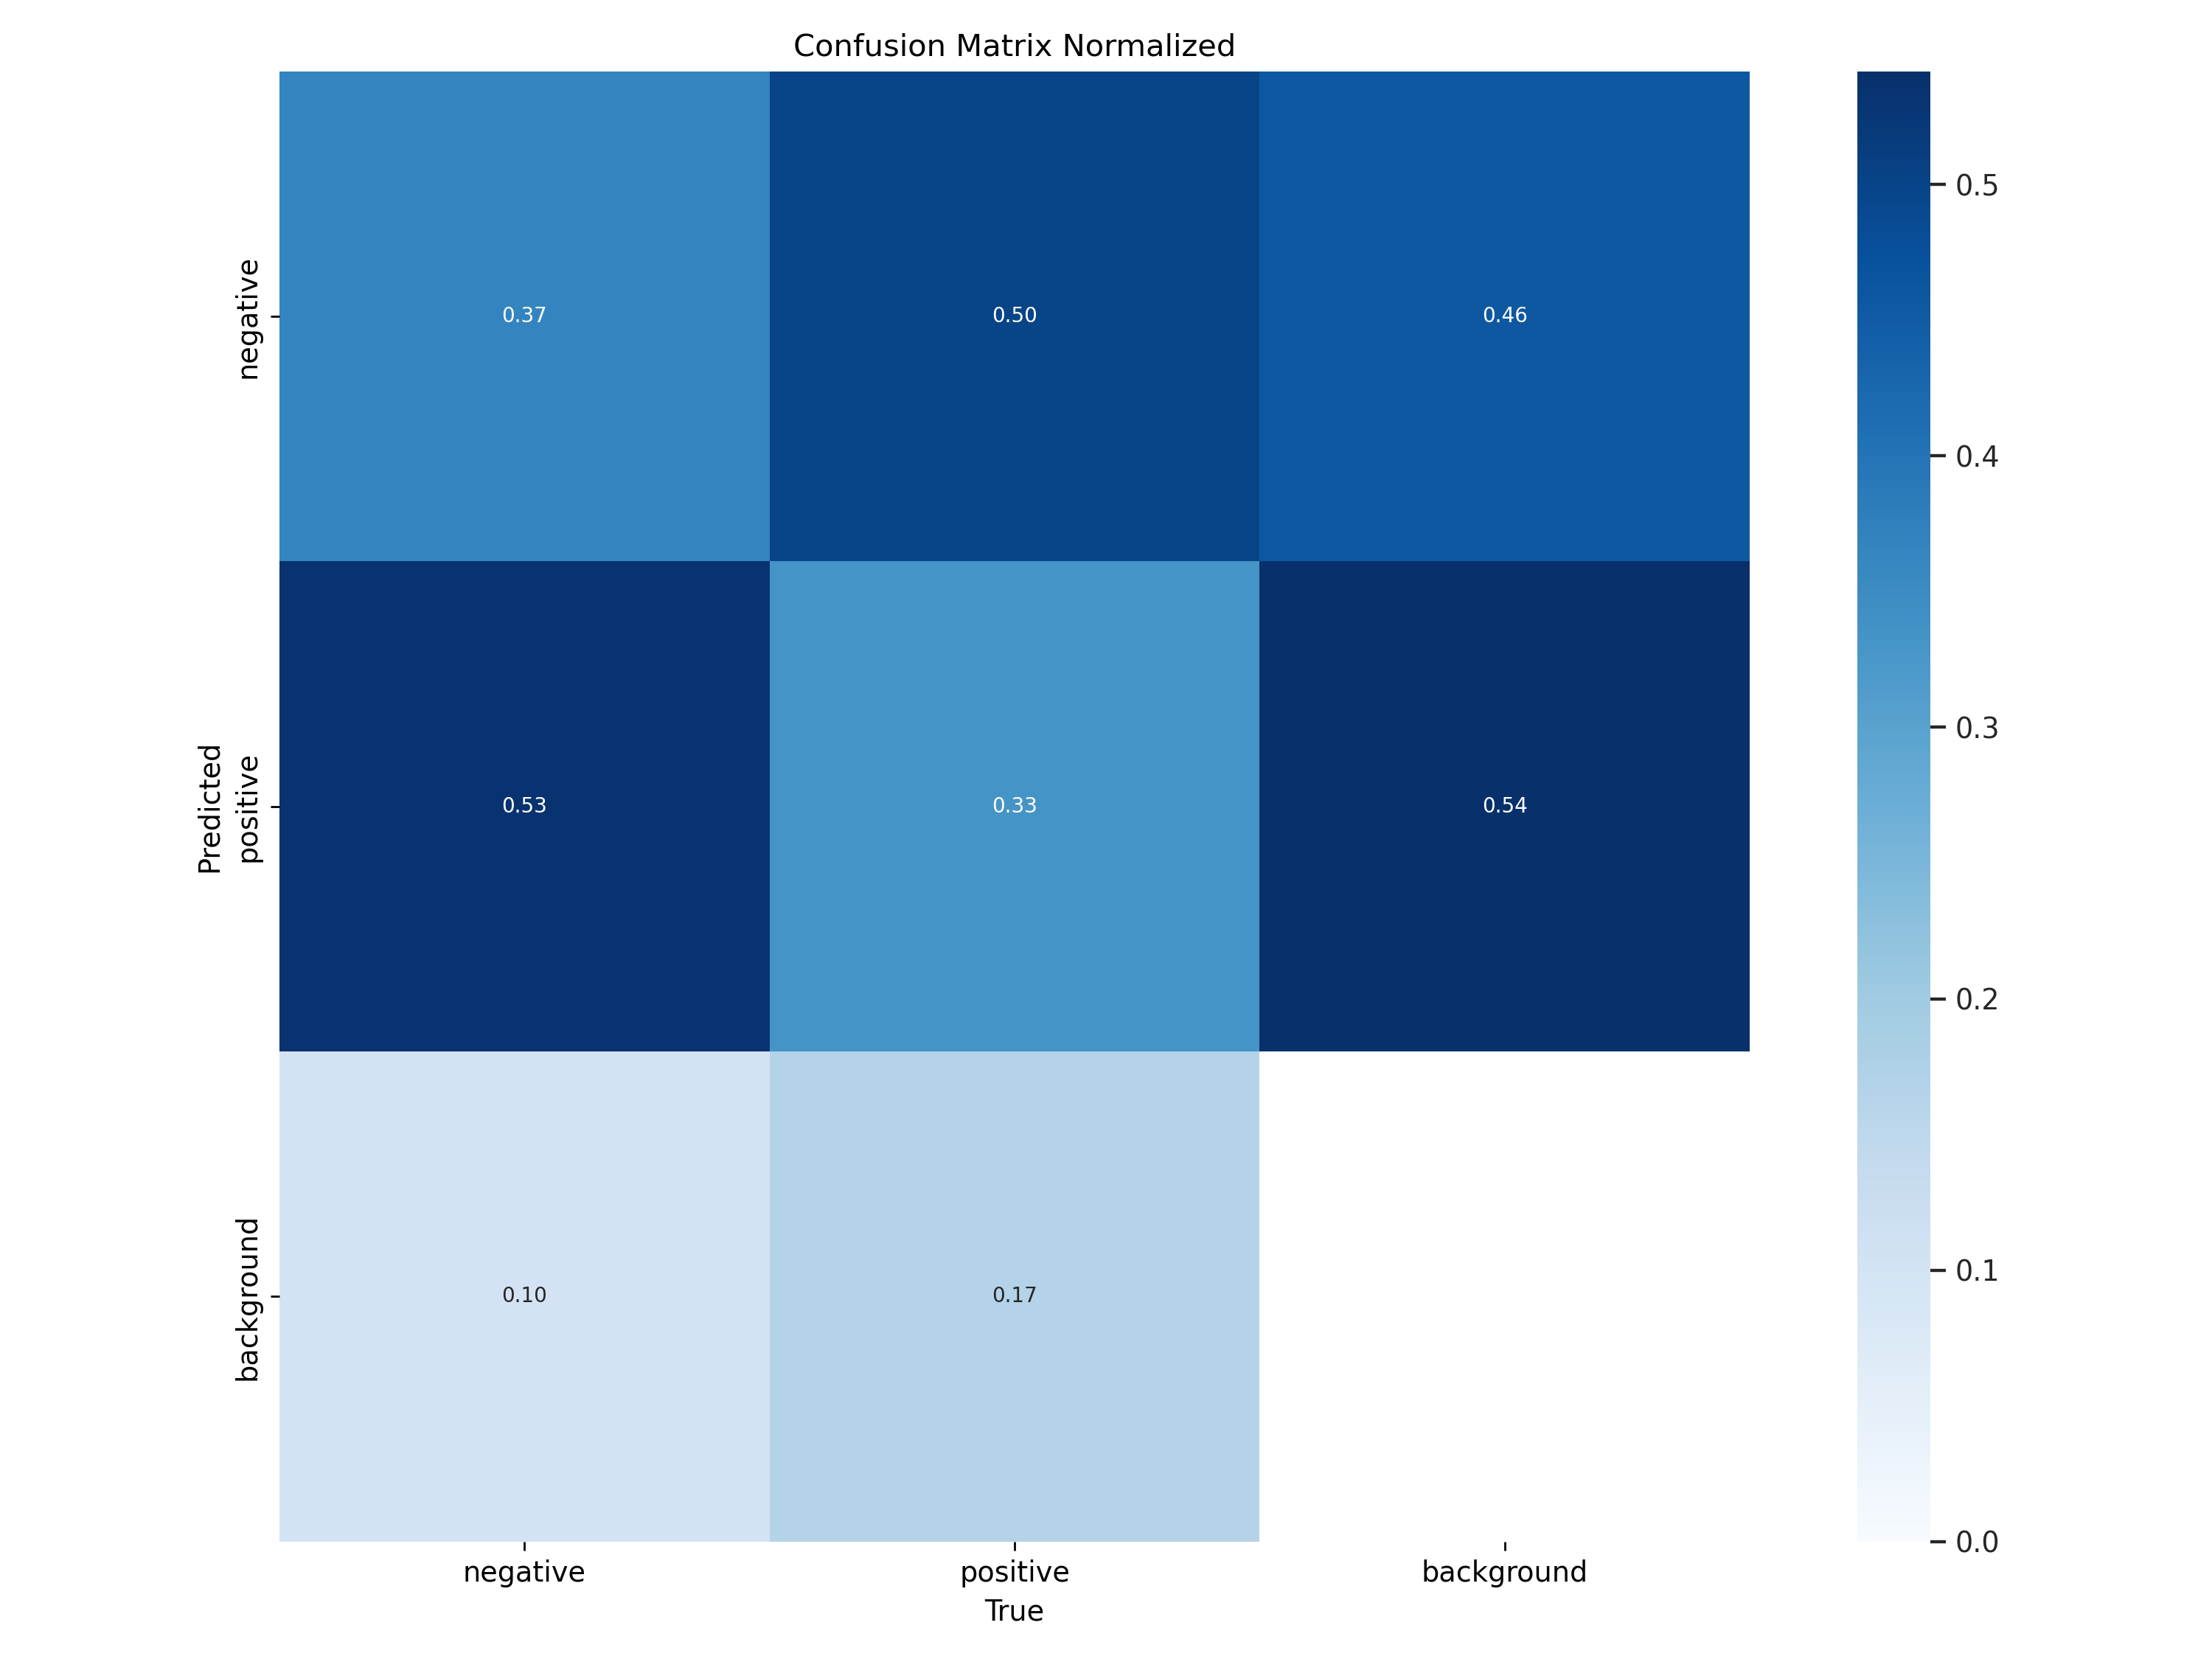 Confusion Matrix Normalized
negative
0.37 0.50 0.46
0.5
0.4
Predicted
positive
0.53 0.33 0.54
0.3
0.2
background
0.10 0.17
0.1
0.0
negative positive background
True